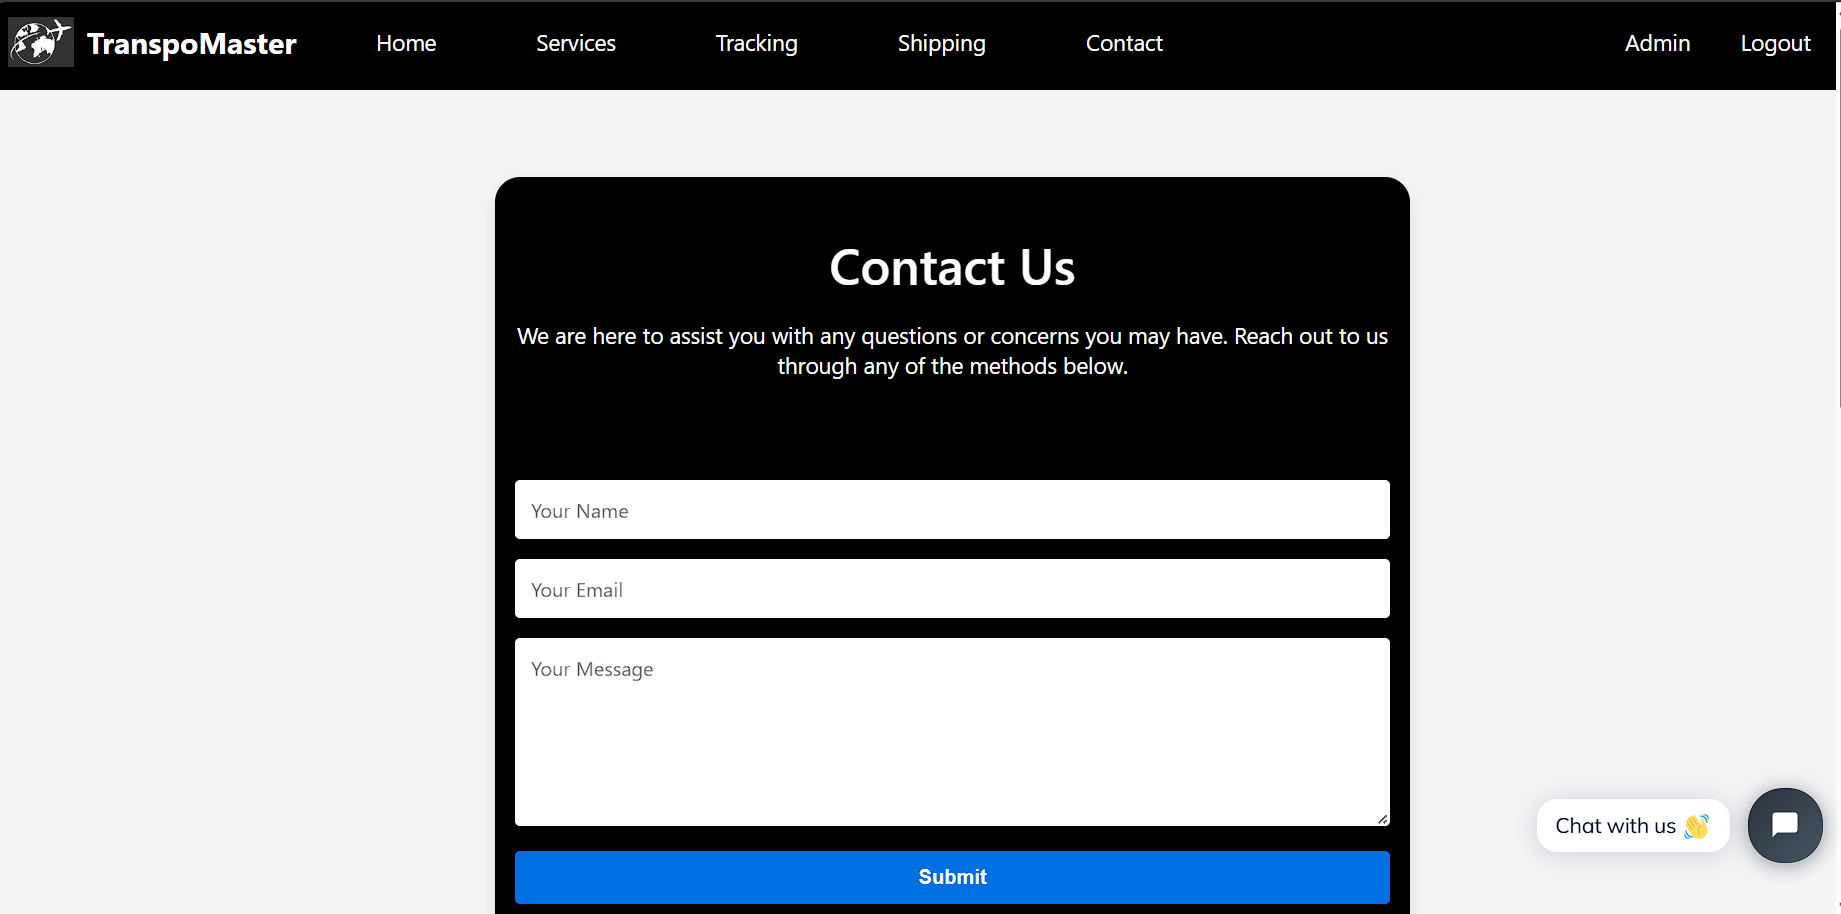 TranspoMaster Home Services Tracking Shipping Contact Admin Logout
Contact Us
We are here to assist you with any questions or concerns you may have. Reach out to us
through any of the methods below.
Your Name
Your Email
Your Message
Chat with us 👋
Submit